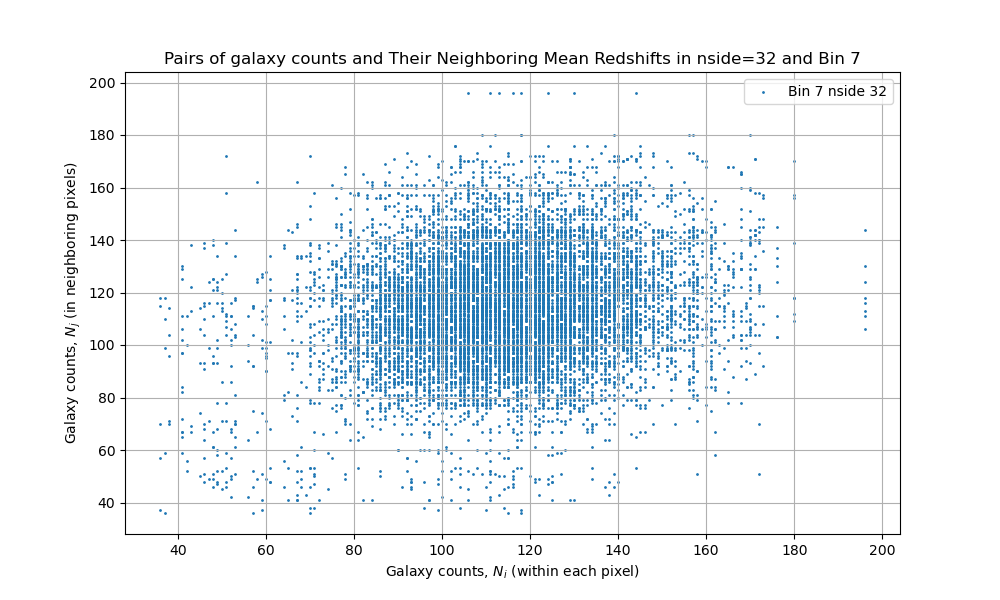 Pairs of galaxy counts and Their Neighboring Mean Redshifts in nside=32 and Bin 7
Bin 7 nside 32
Galaxy counts, $N_j$ (in neighboring pixels)
200
180
160
140
120
100
80
60
40
40 60 80 100 120 140 160 180 200
Galaxy counts, $N_i$ (within each pixel)